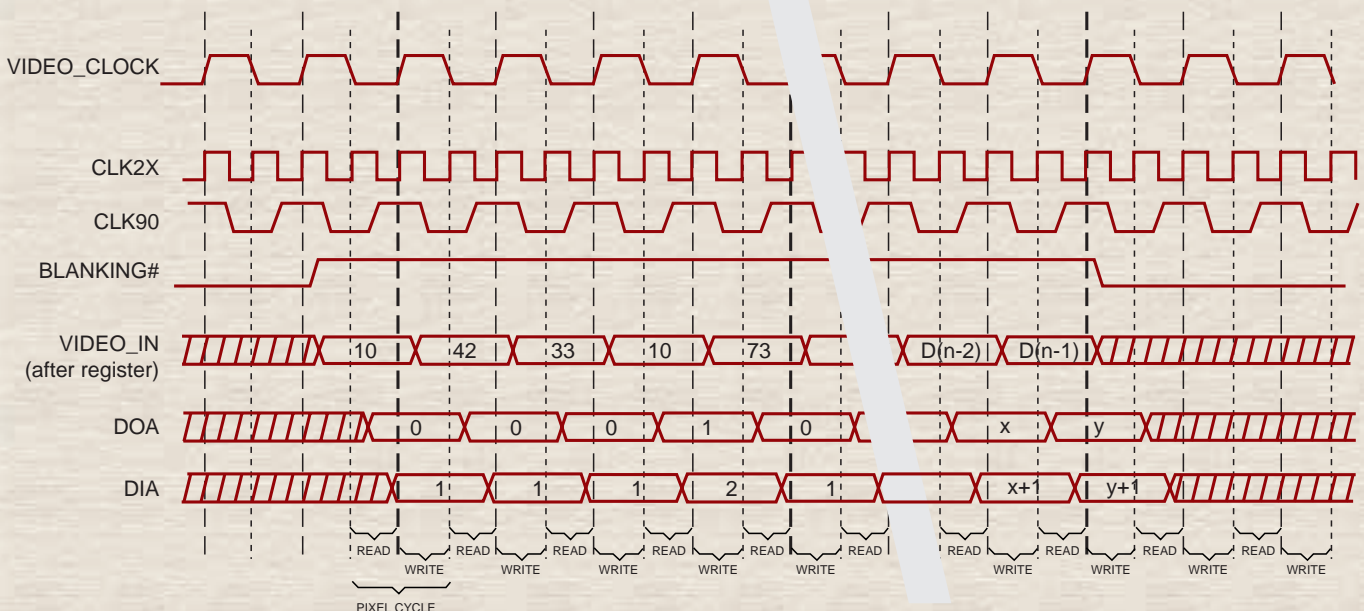 VIDEO_CLOCK
CLK2X
CLK90
BLANKING#
VIDEO_IN 10 42 33 10 73 D(n-2) D(n-1)
(after register)
DOA 0 0 0 1 0 x y
DIA 1 1 1 2 1 x+1 y+1
READ READ READ READ READ READ READ READ READ READ
WRITE WRITE WRITE WRITE WRITE WRITE WRITE WRITE
PIXEL CYCLE